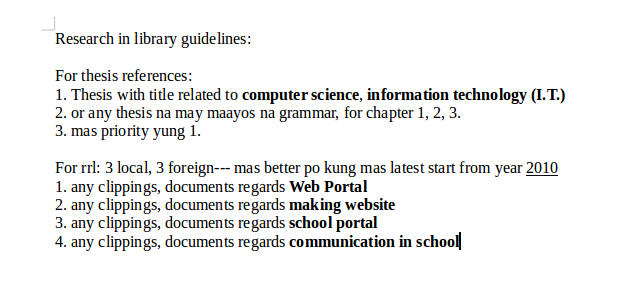 Research in library guidelines:
For thesis references:
1. Thesis with title related to computer science, information technology (I.T.)
2. or any thesis na may maayos na grammar, for chapter 1, 2, 3.
3. mas priority yung 1.
For rrl: 3 local, 3 foreign--- mas better po kung mas latest start from year 2010
1. any clippings, documents regards Web Portal
2. any clippings, documents regards making website
3. any clippings, documents regards school portal
4. any clippings, documents regards communication in school